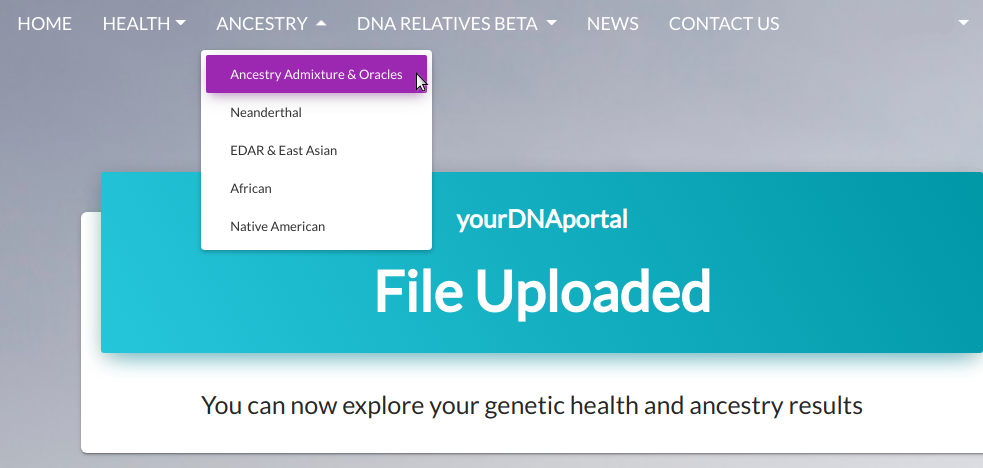 HOME HEALTH ANCESTRY DNA RELATIVES BETA NEWS CONTACT US
Ancestry Admixture & Oracles
Neanderthal
EDAR & East Asian
African
Native American
yourDNAportal
File Uploaded
You can now explore your genetic health and ancestry results